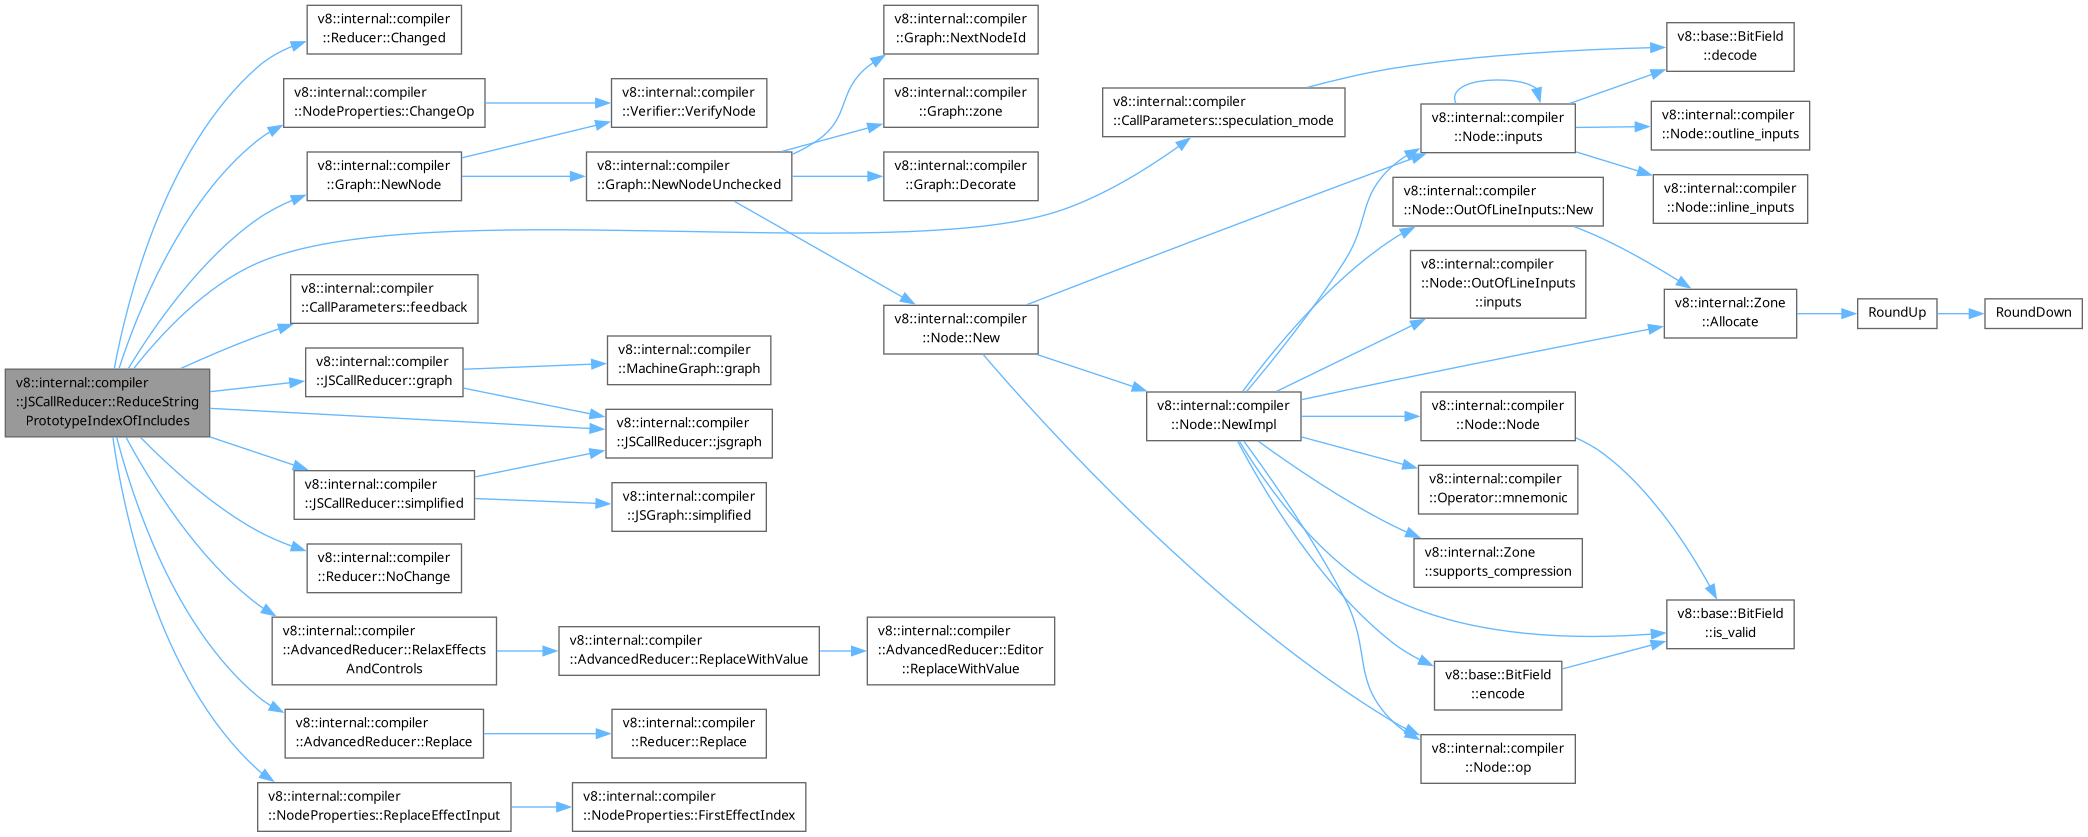 v8::internal::compiler
::JSCallReducer::ReduceString
PrototypeIndexOfIncludes
v8::internal::compiler
::Reducer::Changed
v8::internal::compiler
::NodeProperties::ChangeOp
v8::internal::compiler
::Verifier::VerifyNode
v8::internal::compiler
::Graph::NewNode
v8::internal::compiler
::Graph::NewNodeUnchecked
v8::internal::compiler
::Graph::NextNodeId
v8::internal::compiler
::Graph::zone
v8::internal::compiler
::Graph::Decorate
v8::internal::compiler
::Node::New
v8::internal::compiler
::CallParameters::speculation_mode
v8::base::BitField
::decode
v8::internal::compiler
::Node::inputs
v8::internal::compiler
::Node::outline_inputs
v8::internal::compiler
::Node::inline_inputs
v8::internal::compiler
::Node::OutOfLineInputs::New
v8::internal::compiler
::Node::OutOfLineInputs
::inputs
v8::internal::Zone
::Allocate
RoundUp
RoundDown
v8::internal::compiler
::Node::NewImpl
v8::internal::compiler
::Node::Node
v8::internal::compiler
::Operator::mnemonic
v8::internal::Zone
::supports_compression
v8::base::BitField
::is_valid
v8::base::BitField
::encode
v8::internal::compiler
::Node::op
v8::internal::compiler
::CallParameters::feedback
v8::internal::compiler
::JSCallReducer::graph
v8::internal::compiler
::MachineGraph::graph
v8::internal::compiler
::JSCallReducer::jsgraph
v8::internal::compiler
::JSCallReducer::simplified
v8::internal::compiler
::JSGraph::simplified
v8::internal::compiler
::Reducer::NoChange
v8::internal::compiler
::AdvancedReducer::RelaxEffects
AndControls
v8::internal::compiler
::AdvancedReducer::ReplaceWithValue
v8::internal::compiler
::AdvancedReducer::Editor
::ReplaceWithValue
v8::internal::compiler
::AdvancedReducer::Replace
v8::internal::compiler
::Reducer::Replace
v8::internal::compiler
::NodeProperties::ReplaceEffectInput
v8::internal::compiler
::NodeProperties::FirstEffectIndex